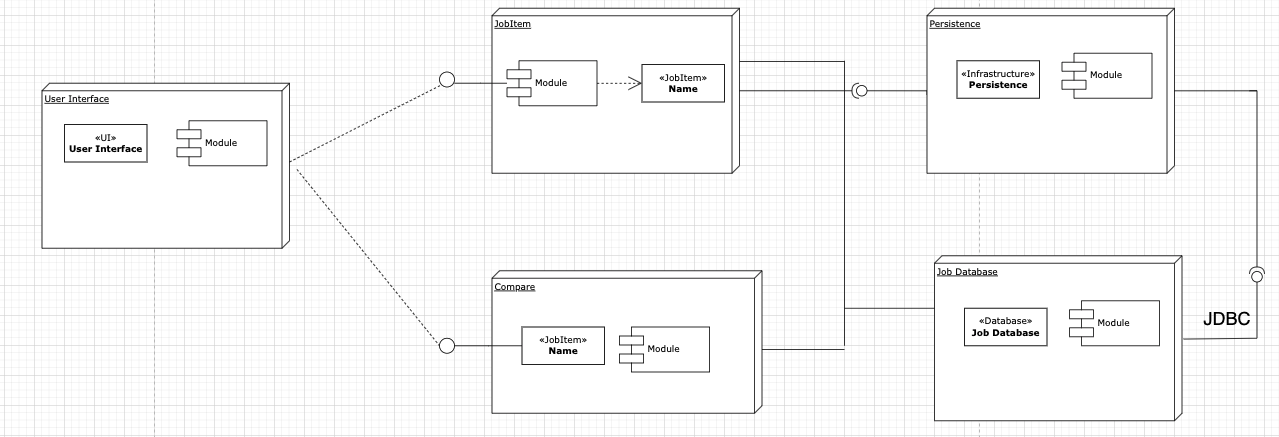 User Interface
«UI»
User Interface
Module
JobItem
Module
«JobItem»
Name
Persistence
«Infrastructure»
Persistence
Module
Compare
«JobItem»
Name
Module
Job Database
«Database»
Job Database
Module
JDBC